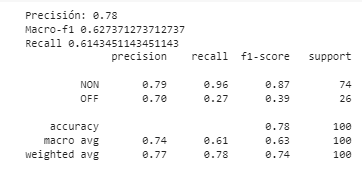 Precisión: 0.78
Macro-f1 0.627371273712737
Recall 0.6143451143451143
precision recall f1-score support
NON 0.79 0.96 0.87 74
OFF 0.70 0.27 0.39 26
accuracy 0.78 100
macro avg 0.74 0.61 0.63 100
weighted avg 0.77 0.78 0.74 100